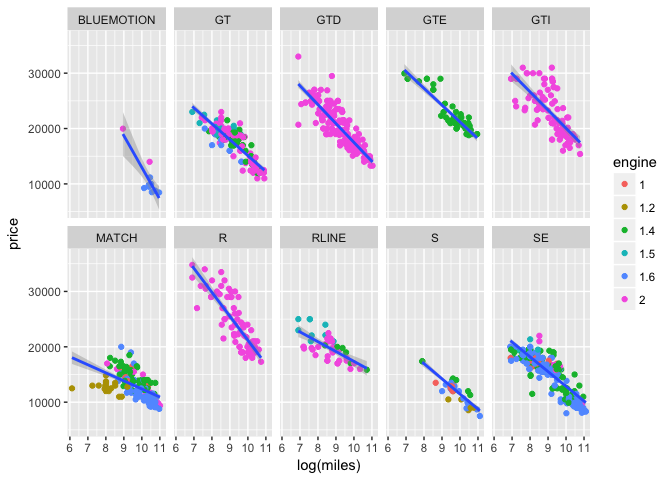 BLUEMOTION GT GTD GTE GTI
30000
20000
10000
MATCH R RLINE S SE
30000
20000
10000
6 7 8 9 10 11 6 7 8 9 10 11 6 7 8 9 10 11 6 7 8 9 10 11 6 7 8 9 10 11
log(miles)
price
engine
1
1.2
1.4
1.5
1.6
2